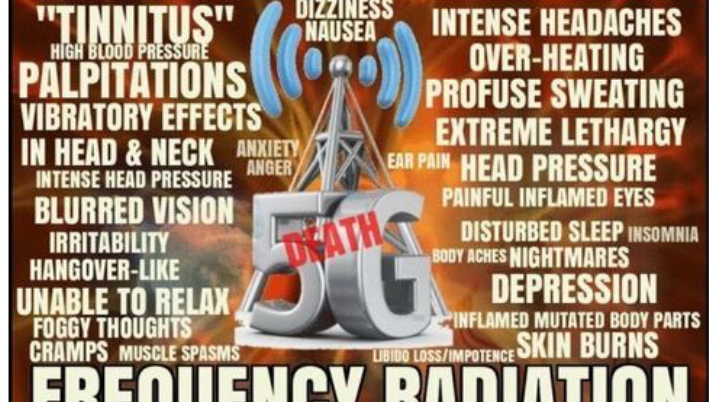 "TINNITUS"
HIGH BLOOD PRESSURE
PALPITATIONS
VIBRATORY EFFECTS
IN HEAD & NECK
INTENSE HEAD PRESSURE
BLURRED VISION
IRRITABILITY
HANGOVER-LIKE
UNABLE TO RELAX
FOGGY THOUGHTS
CRAMPS MUSCLE SPASMS
DIZZINESS
NAUSEA
ANXIETY
ANGER
EAR PAIN
5G
DEATH
INTENSE HEADACHES
OVER-HEATING
PROFUSE SWEATING
EXTREME LETHARGY
HEAD PRESSURE
PAINFUL INFLAMED EYES
DISTURBED SLEEP INSOMNIA
BODY ACHES NIGHTMARES
DEPRESSION
INFLAMED MUTATED BODY PARTS
LIBIDO LOSS/IMPOTENCE SKIN BURNS
FREQUENCY RADIATION